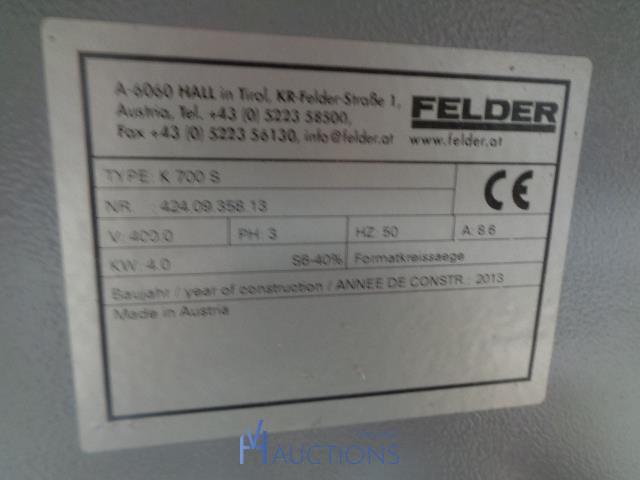 A-6060 HALL in Tirol, KR-Felder-Straße 1,
Austria, Tel. +43 (0) 5223 58500,
Fax +43 (0) 5223 56130, info@felder.at
FELDER
www.felder.at
TYPE: K 700 S
CE
NR. : 424.09.358.13
V: 400.0 PH: 3 HZ: 50 A: 8.6
KW: 4.0 S6-40% Formatkreissaege
Baujahr / year of construction / ANNEE DE CONSTR.: 2013
Made in Austria
AUCTIONS